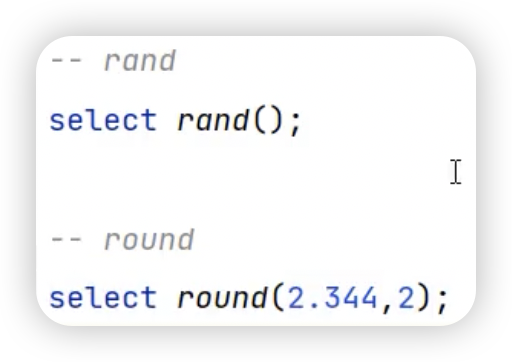 -- rand
select rand();
-- round
select round(2.344,2);